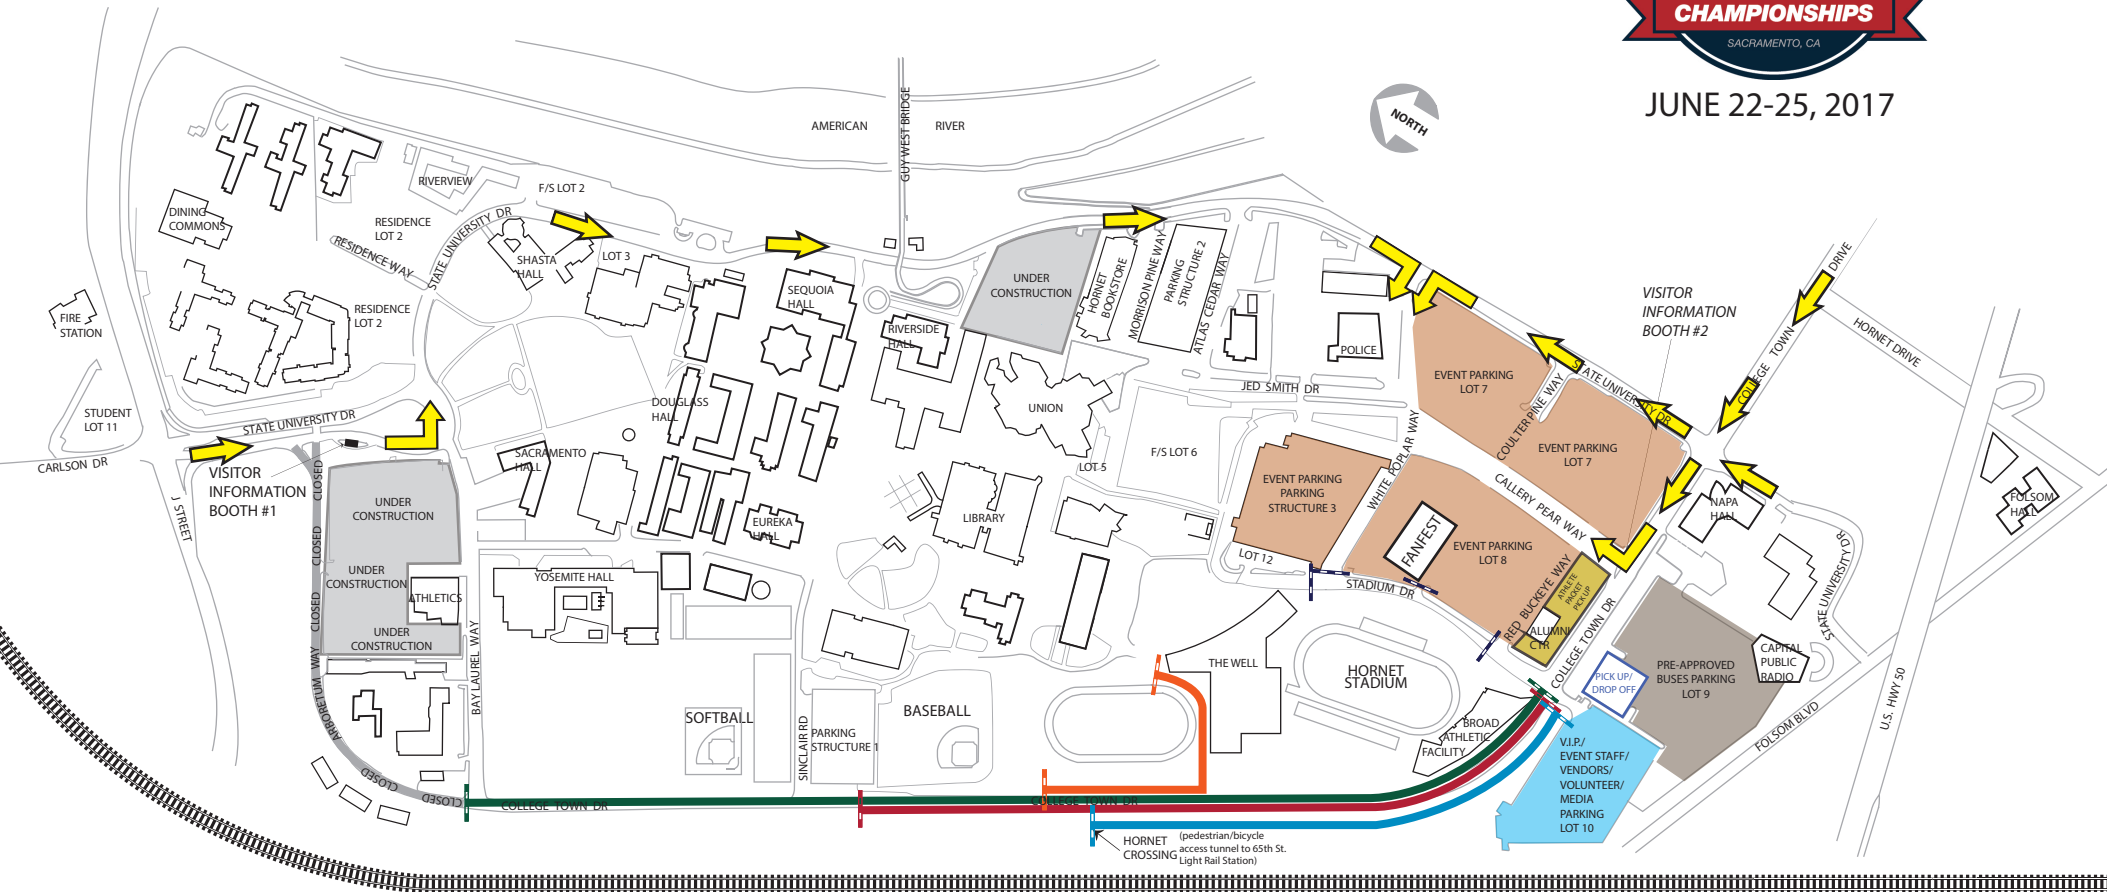 CHAMPIONSHIPS
SACRAMENTO, CA
JUNE 22-25, 2017
NORTH
AMERICAN
RIVER
GUY WEST BRIDGE
RIVERVIEW
F/S LOT 2
DINING
COMMONS
RESIDENCE
LOT 2
RESIDENCE WAY
STATE UNIVERSITY DR
SHASTA
HALL
LOT 3
RESIDENCE
LOT 2
FIRE
STATION
SEQUOIA
HALL
RIVERSIDE
HALL
UNDER
CONSTRUCTION
HORNET
BOOKSTORE
MORRISON PINE WAY
PARKING
STRUCTURE 2
ATLAS CEDAR WAY
POLICE
JED SMITH DR
VISITOR
INFORMATION
BOOTH #2
COLLEGE TOWN DRIVE
HORNET DRIVE
STATE UNIVERSITY DR
EVENT PARKING
LOT 7
COULTER PINE WAY
EVENT PARKING
LOT 7
STUDENT
LOT 11
STATE UNIVERSITY DR
CARLSON DR
J STREET
VISITOR
INFORMATION
BOOTH #1
DOUGLASS
HALL
SACRAMENTO
HALL
UNION
LOT 5
F/S LOT 6
EVENT PARKING
PARKING
STRUCTURE 3
WHITE POPLAR WAY
CALLERY PEAR WAY
NAPA
HALL
FOLSOM
HALL
CLOSED
CLOSED
CLOSED
UNDER
CONSTRUCTION
UNDER
CONSTRUCTION
ATHLETICS
UNDER
CONSTRUCTION
EUREKA
HALL
LIBRARY
YOSEMITE HALL
LOT 12
FANFEST
EVENT PARKING
LOT 8
STADIUM DR
RED BUCKEYE WAY
ATHLETE
PACKET
PICK UP
ALUMNI
CTR
COLLEGE TOWN DR
STATE UNIVERSITY DR
ARBORETUM WAY
BAY LAUREL WAY
CLOSED
CLOSED
SOFTBALL
SINCLAIR RD
PARKING
STRUCTURE 1
BASEBALL
THE WELL
HORNET
STADIUM
BROAD
ATHLETIC
FACILITY
PICK UP/
DROP OFF
PRE-APPROVED
BUSES PARKING
LOT 9
CAPITAL
PUBLIC
RADIO
FOLSOM BLVD
U.S. HWY 50
V.I.P./
EVENT STAFF/
VENDORS/
VOLUNTEER/
MEDIA
PARKING
LOT 10
COLLEGE TOWN DR
COLLEGE TOWN DR
HORNET
CROSSING
(pedestrian/bicycle
access tunnel to 65th St.
Light Rail Station)